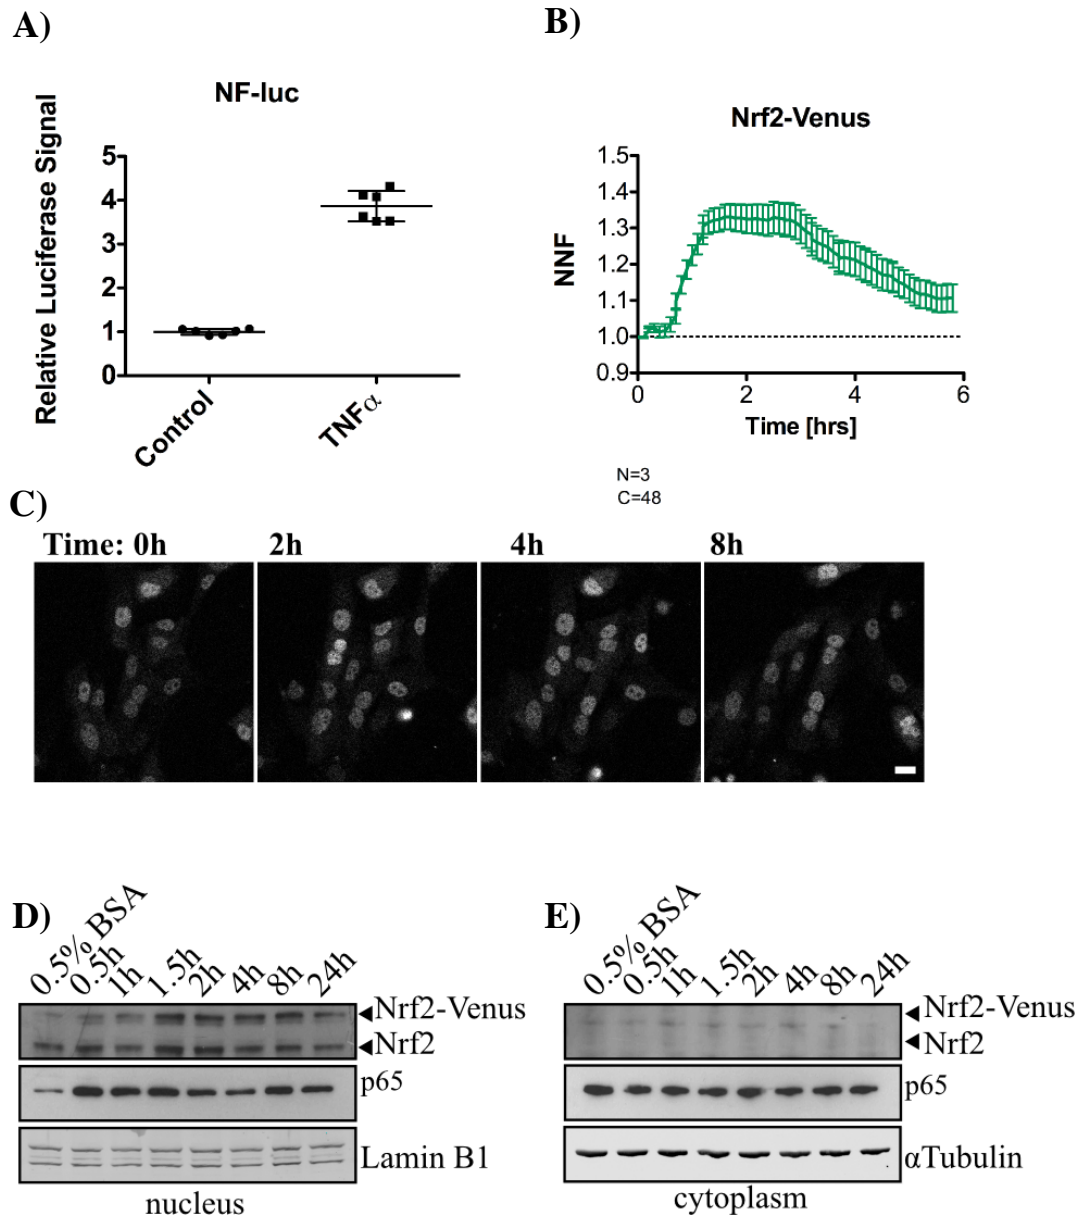 A)
NF-luc
Relative Luciferase Signal
5
4
3
2
1
0
Control
TNFα
B)
Nrf2-Venus
NNF
1.5
1.4
1.3
1.2
1.1
1.0
0.9
0 2 4 6
Time [hrs]
N=3
C=48
C)
Time: 0h 2h 4h 8h
D)
0.5% BSA 0.5h 1h 1.5h 2h 4h 8h 24h
Nrf2-Venus
Nrf2
p65
Lamin B1
nucleus
E)
0.5% BSA 0.5h 1h 1.5h 2h 4h 8h 24h
Nrf2-Venus
Nrf2
p65
αTubulin
cytoplasm